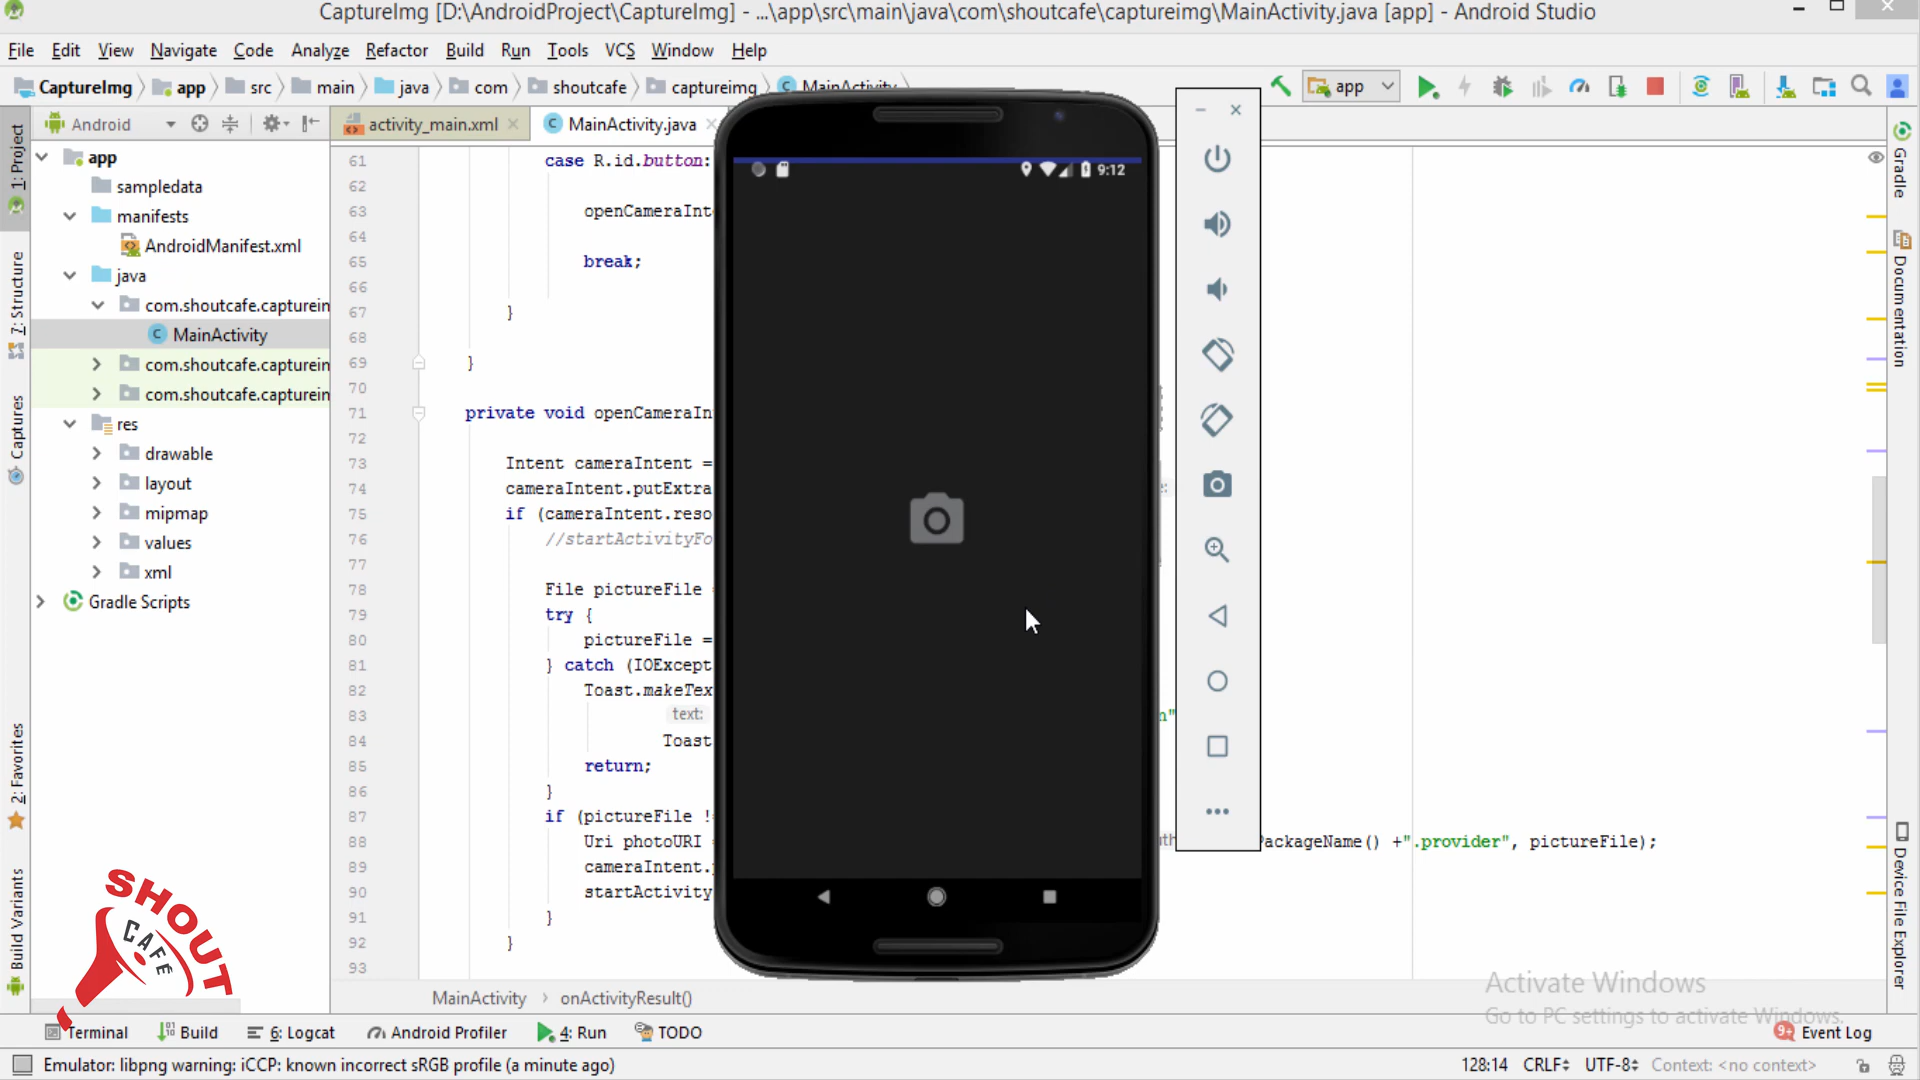 CaptureImg [D:\AndroidProject\CaptureImg] - ...\app\src\main\java\com\shoutcafe\captureimg\MainActivity.java [app] - Android Studio
File Edit View Navigate Code Analyze Refactor Build Run Tools VCS Window Help
CaptureImg app src main java com shoutcafe captureimg MainActivity app
Android activity_main.xml MainActivity.java
1: Project
7: Structure
Captures
2: Favorites
Build Variants
app
sampledata
manifests
AndroidManifest.xml
java
com.shoutcafe.capturein
MainActivity
com.shoutcafe.capturein
com.shoutcafe.capturein
res
drawable
layout
mipmap
values
xml
Gradle Scripts
61 case R.id.button:
62
63 openCameraInt
64
65 break;
66
67 }
68
69 }
70
71 private void openCameraIn
72
73 Intent cameraIntent =
74 cameraIntent.putExtra
75 if (cameraIntent.reso
76 //startActivityFo
77
78 File pictureFile =
79 try {
80 pictureFile =
81 } catch (IOExcept
82 Toast.makeTex
83 text: n"
84 Toast
85 return;
86 }
87 if (pictureFile !
88 Uri photoURI = PackageName() +".provider", pictureFile);
89 cameraIntent.
90 startActivity
91 }
92 }
93
9:12
Gradle
Documentation
Device File Explorer
MainActivity › onActivityResult()
SHOUT
CAFÉ
Activate Windows
Go to PC settings to activate Windows.
Terminal Build 6: Logcat Android Profiler 4: Run TODO 9+ Event Log
Emulator: libpng warning: iCCP: known incorrect sRGB profile (a minute ago) 128:14 CRLF UTF-8 Context: <no context>